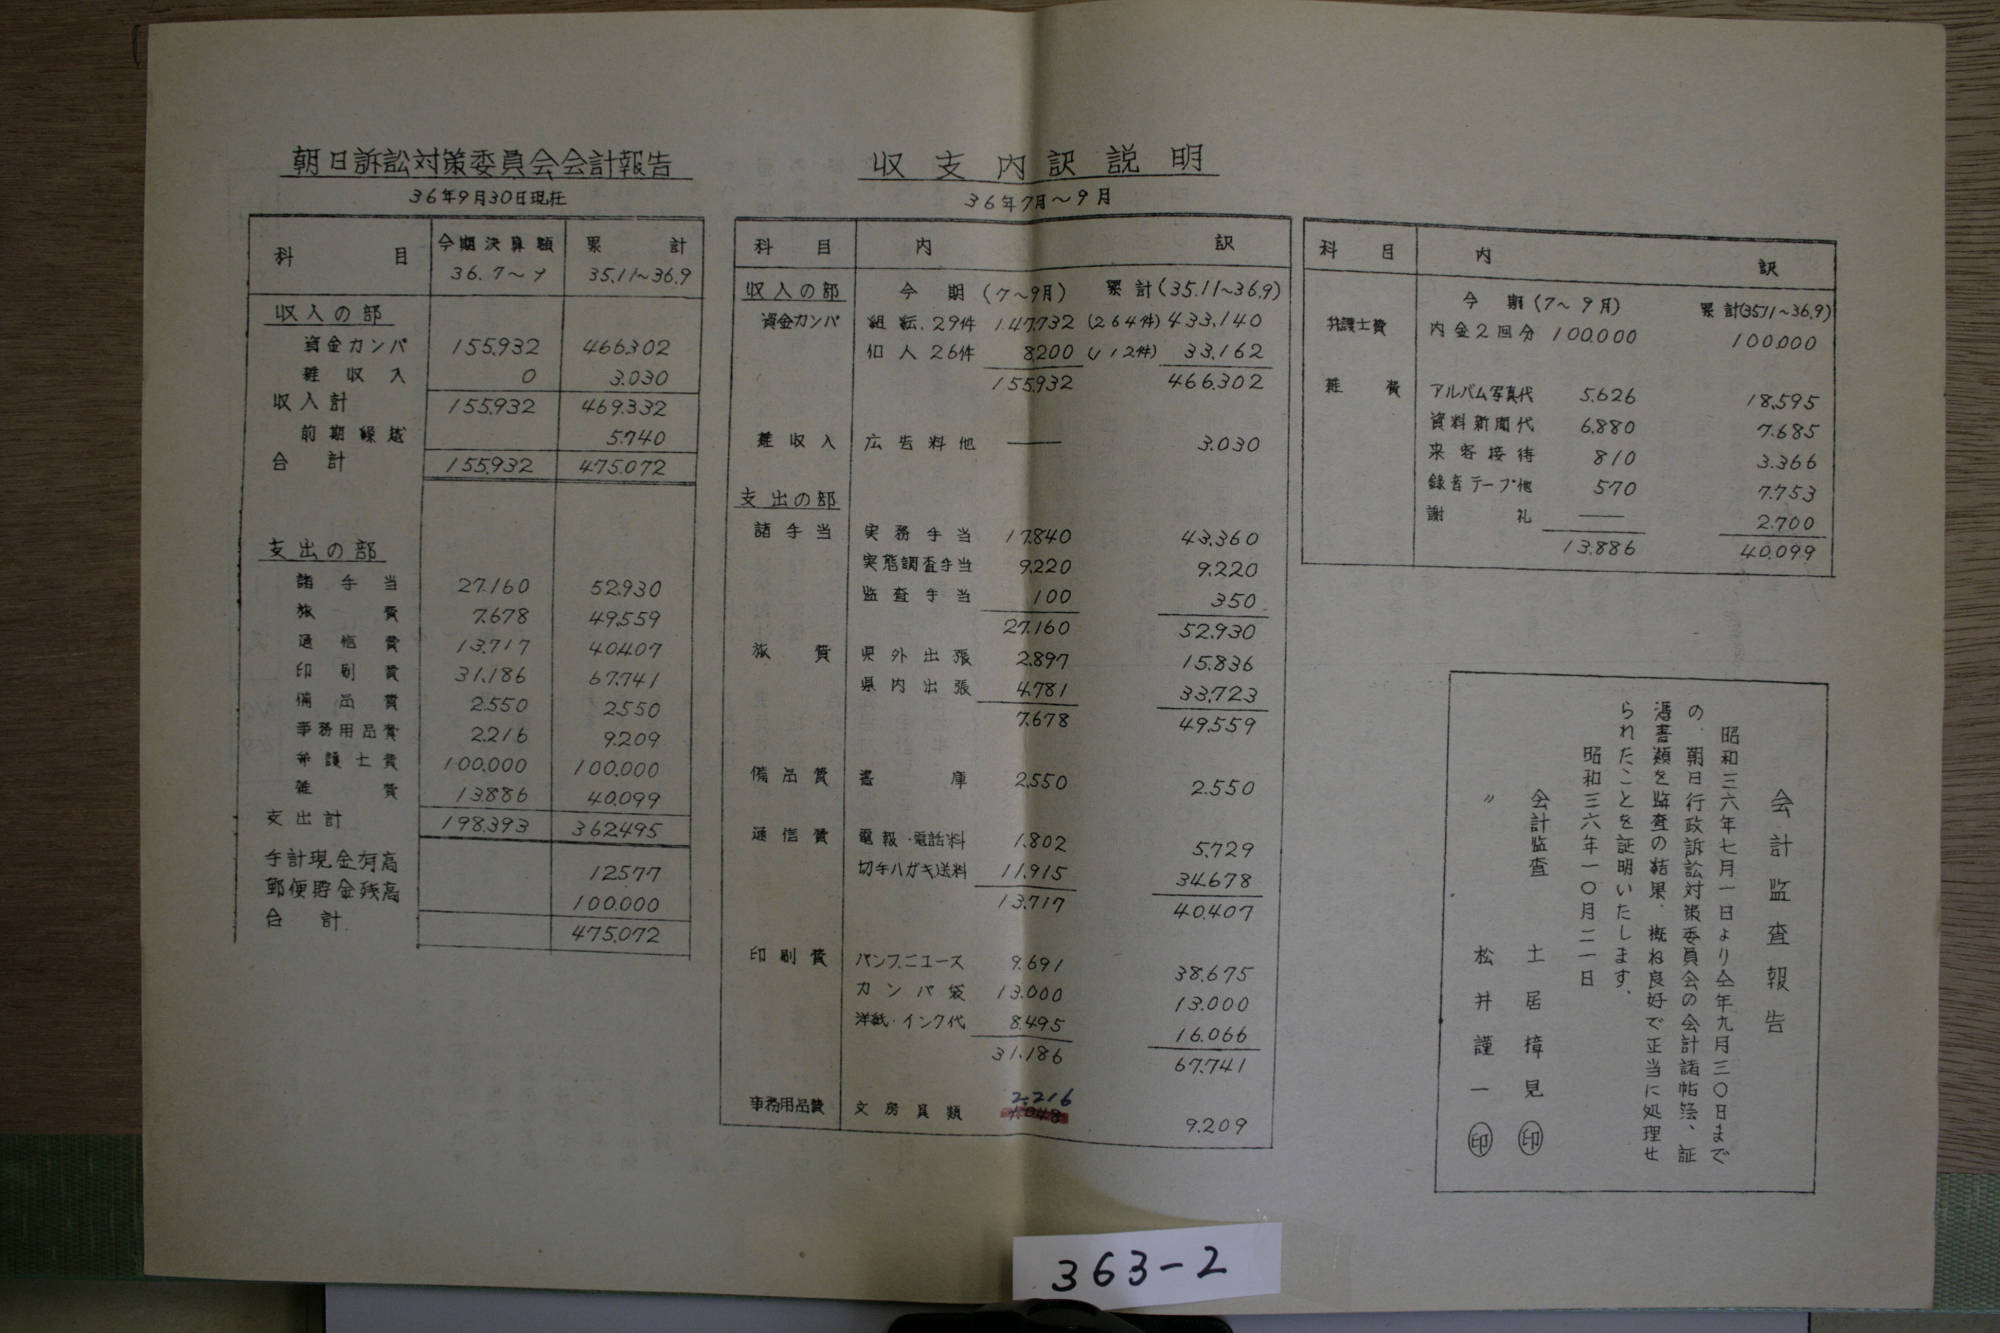 朝日訴訟対策委員会会計報告
36年9月30日現在
科目 今期決算額 累計
36.7～9 35.11～36.9
収入の部
資金カンパ 155,932 466,302
雑収入 0 3,030
収入計 155,932 469,332
前期繰越 5,740
合計 155,932 475,072
支出の部
諸手当 27,160 52,930
旅費 7,678 49,559
通信費 13,717 40,407
印刷費 31,186 67,741
備品費 2,550 2,550
事務用品費 2,216 9,209
弁護士費 100,000 100,000
雑費 13,886 40,099
支出計 198,393 362,495
手許現金有高 12,577
郵便貯金残高 100,000
合計 475,072
収支内訳説明
36年7月～9月
科目 内訳
収入の部 今期(7～9月)累計(35.11～36.9)
資金カンパ 組織.29件 147,732 (264件) 433,140
個人26件 8,200 (112件) 33,162
155,932 466,302
雑収入 広告料他 ― 3,030
支出の部
諸手当 実務手当 17,840 43,360
実態調査手当 9,220 9,220
監査手当 100 350
27,160 52,930
旅費 県外出張 2,897 15,836
県内出張 4,781 33,723
7,678 49,559
備品費 書庫 2,550 2,550
通信費 電報・電話料 1,802 5,729
切手ハガキ送料 11,915 34,678
13,717 40,407
印刷費 パンフ.ニュース 9,691 38,675
カンパ袋 13,000 13,000
洋紙・インク代 8,495 16,066
31,186 67,741
2,216
事務用品費 文房具類 9,209
科目 内訳
今期(7～9月) 累計(35.11～36.9)
弁護士費 内金2回分 100,000 100,000
雑費 アルバム写真代 5,626 18,595
資料新聞代 6,880 7,685
来客接待 810 3,366
録音テープ他 570 7,753
謝礼 ― 2,700
13,886 40,099
会計監査報告
昭和三六年七月一日より仝年九月三〇日まで
の、朝日行政訴訟対策委員会の会計諸帖簿、証
憑書類を監査の結果、概ね良好で正当に処理せ
られたことを証明いたします。
昭和三六年一〇月二一日
会計監査 土居樟見 印
〃 松井謹一 印
363-2